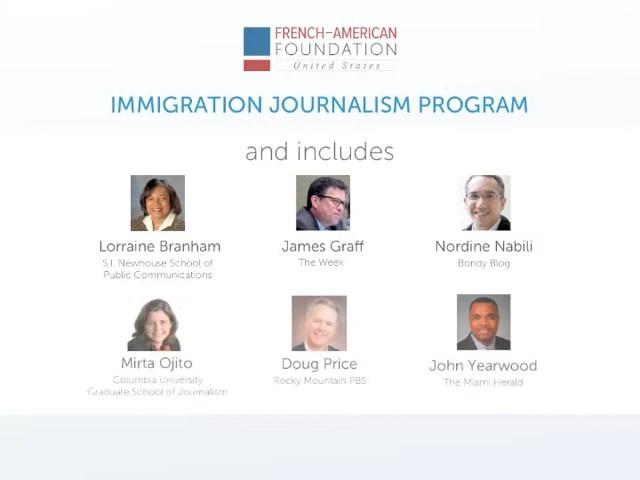 FRENCH-AMERICAN
FOUNDATION
United States
IMMIGRATION JOURNALISM PROGRAM
and includes
Lorraine Branham
S.I. Newhouse School of
Public Communications
James Graff
The Week
Nordine Nabili
Bondy Blog
Mirta Ojito
Columbia University
Graduate School of Journalism
Doug Price
Rocky Mountain PBS
John Yearwood
The Miami Herald